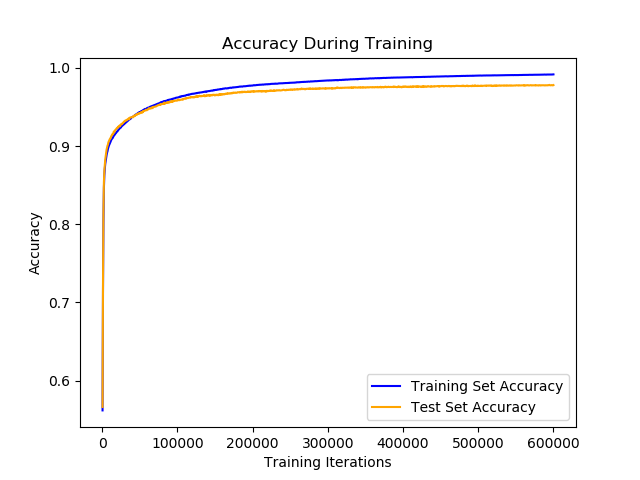 Accuracy During Training
1.0
0.9
0.8
0.7
0.6
Accuracy
Training Set Accuracy
Test Set Accuracy
0 100000 200000 300000 400000 500000 600000
Training Iterations